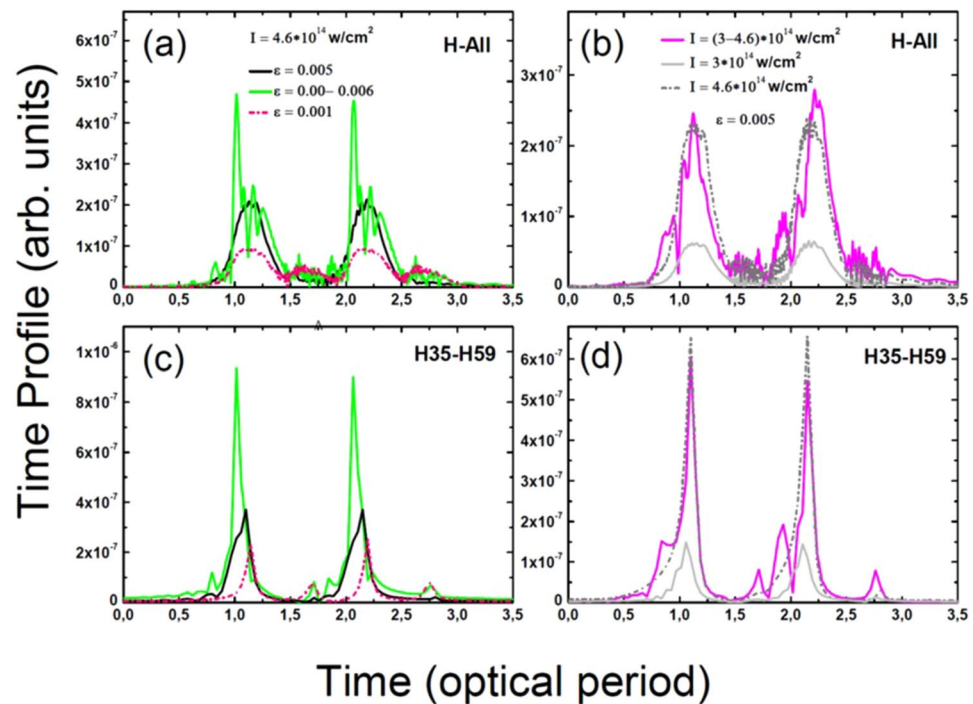 Time Profile (arb. units)
(a)
I = 4.6*10¹⁴ w/cm²
H-All
ε = 0.005
ε = 0.00– 0.006
ε = 0.001
6x10⁻⁷
5x10⁻⁷
4x10⁻⁷
3x10⁻⁷
2x10⁻⁷
1x10⁻⁷
0
0,0 0,5 1,0 1,5 2,0 2,5 3,0 3,5
(b)
H-All
I = (3–4.6)*10¹⁴ w/cm²
I = 3*10¹⁴ w/cm²
I = 4.6*10¹⁴ w/cm²
ε = 0.005
3x10⁻⁷
2x10⁻⁷
1x10⁻⁷
0
0,0 0,5 1,0 1,5 2,0 2,5 3,0 3,5
(c)
H35-H59
1x10⁻⁶
8x10⁻⁷
6x10⁻⁷
4x10⁻⁷
2x10⁻⁷
0
0,0 0,5 1,0 1,5 2,0 2,5 3,0 3,5
(d)
H35-H59
6x10⁻⁷
5x10⁻⁷
4x10⁻⁷
3x10⁻⁷
2x10⁻⁷
1x10⁻⁷
0
0,0 0,5 1,0 1,5 2,0 2,5 3,0 3,5
Time (optical period)